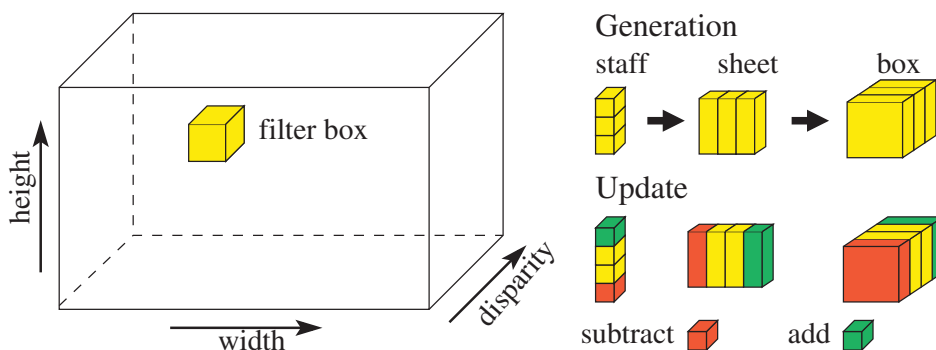 height
filter box
width
disparity
Generation
staff
sheet
box
Update
subtract
add